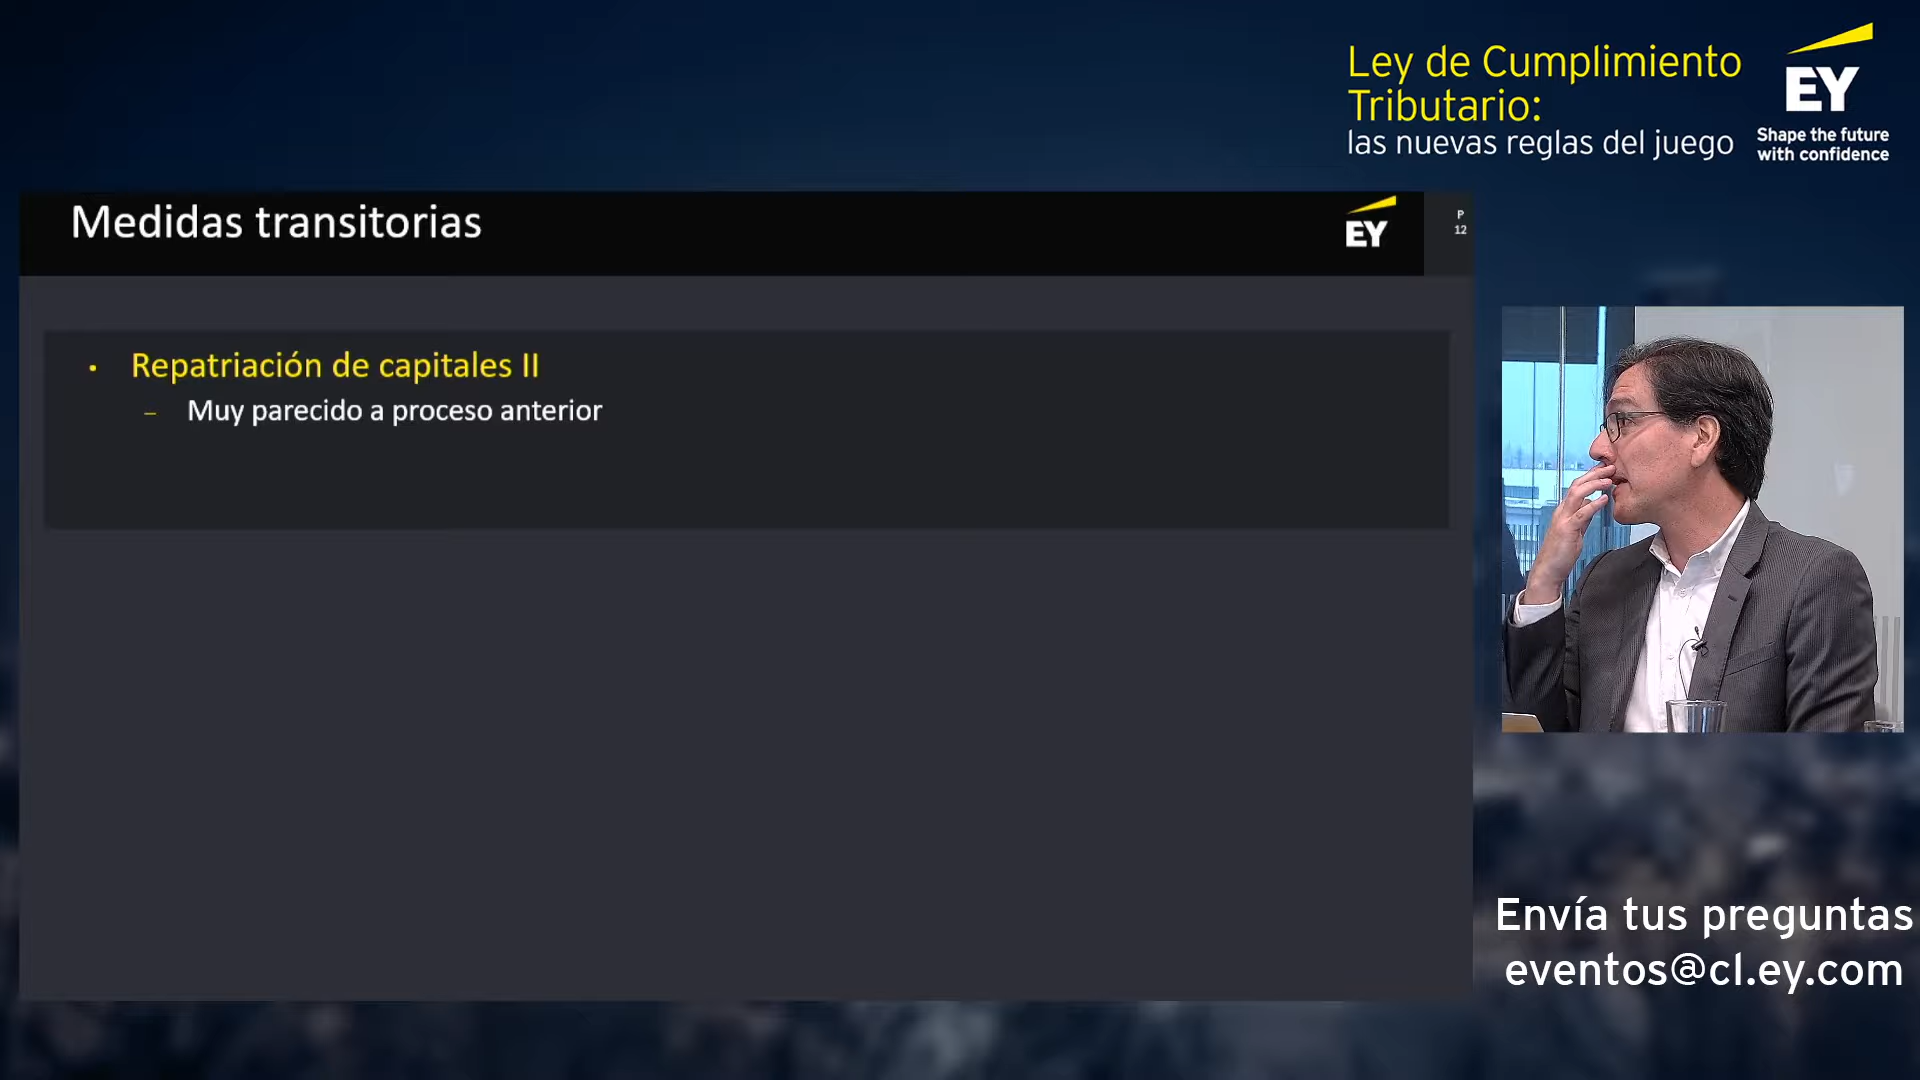 Ley de Cumplimiento
Tributario:
las nuevas reglas del juego
EY
Shape the future
with confidence
Medidas transitorias
EY
P
12
• Repatriación de capitales II
– Muy parecido a proceso anterior
Envía tus preguntas
eventos@cl.ey.com